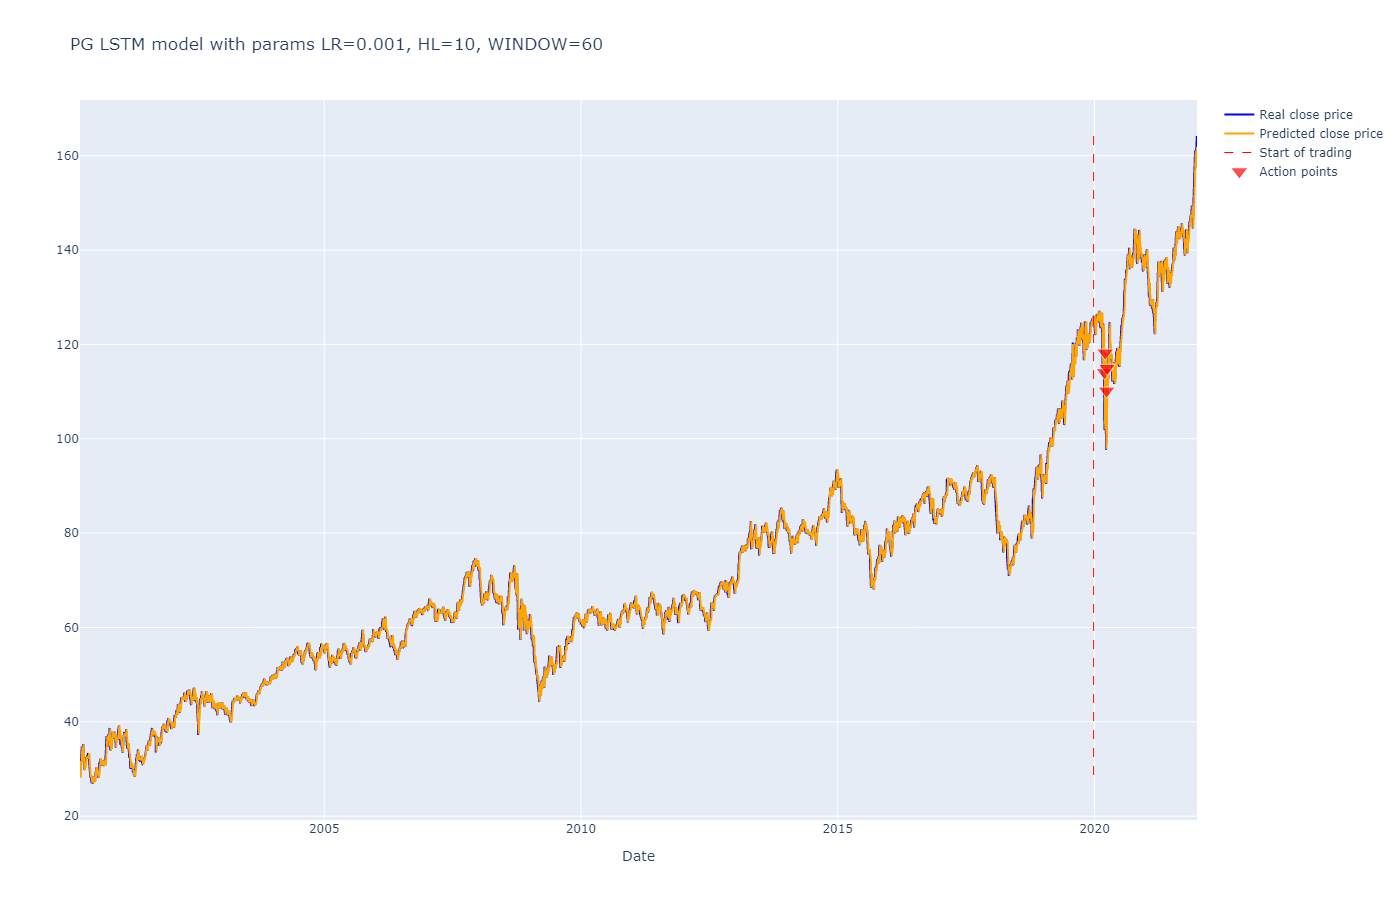 PG LSTM model with params LR=0.001, HL=10, WINDOW=60
Real close price
Predicted close price
Start of trading
Action points
160
140
120
100
80
60
40
20
2005
2010
2015
2020
Date